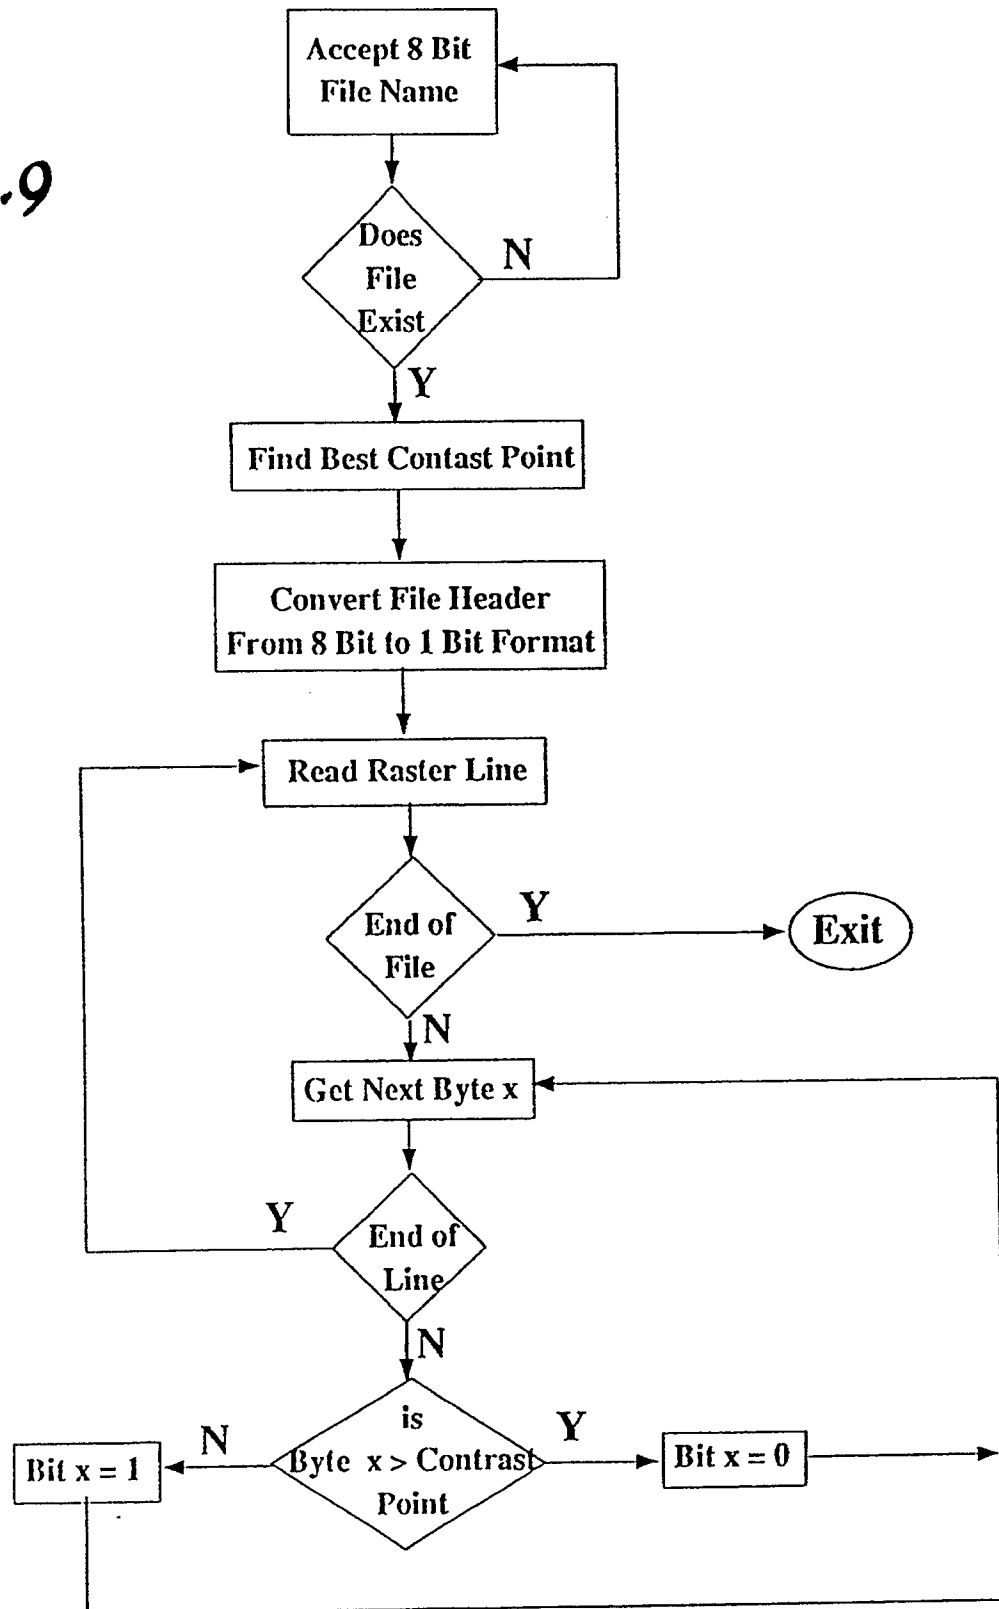 Accept 8 Bit
File Name
.9
Does
File
Exist
N
Y
Find Best Contast Point
Convert File Header
From 8 Bit to 1 Bit Format
Read Raster Line
End of
File
Y
Exit
N
Get Next Byte x
Y
End of
Line
N
is
Byte x > Contrast
Point
N
Y
Bit x = 1
Bit x = 0